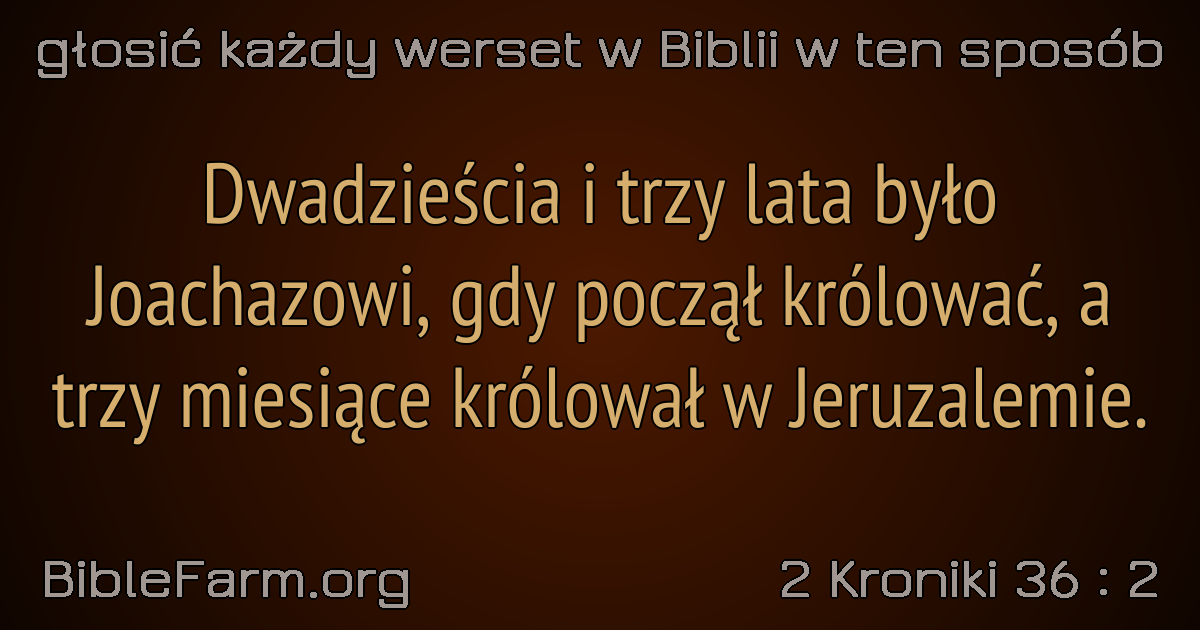 głosić każdy werset w Biblii w ten sposób
Dwadzieścia i trzy lata było
Joachazowi, gdy począł królować, a
trzy miesiące królował w Jeruzalemie.
BibleFarm.org
2 Kroniki 36 : 2